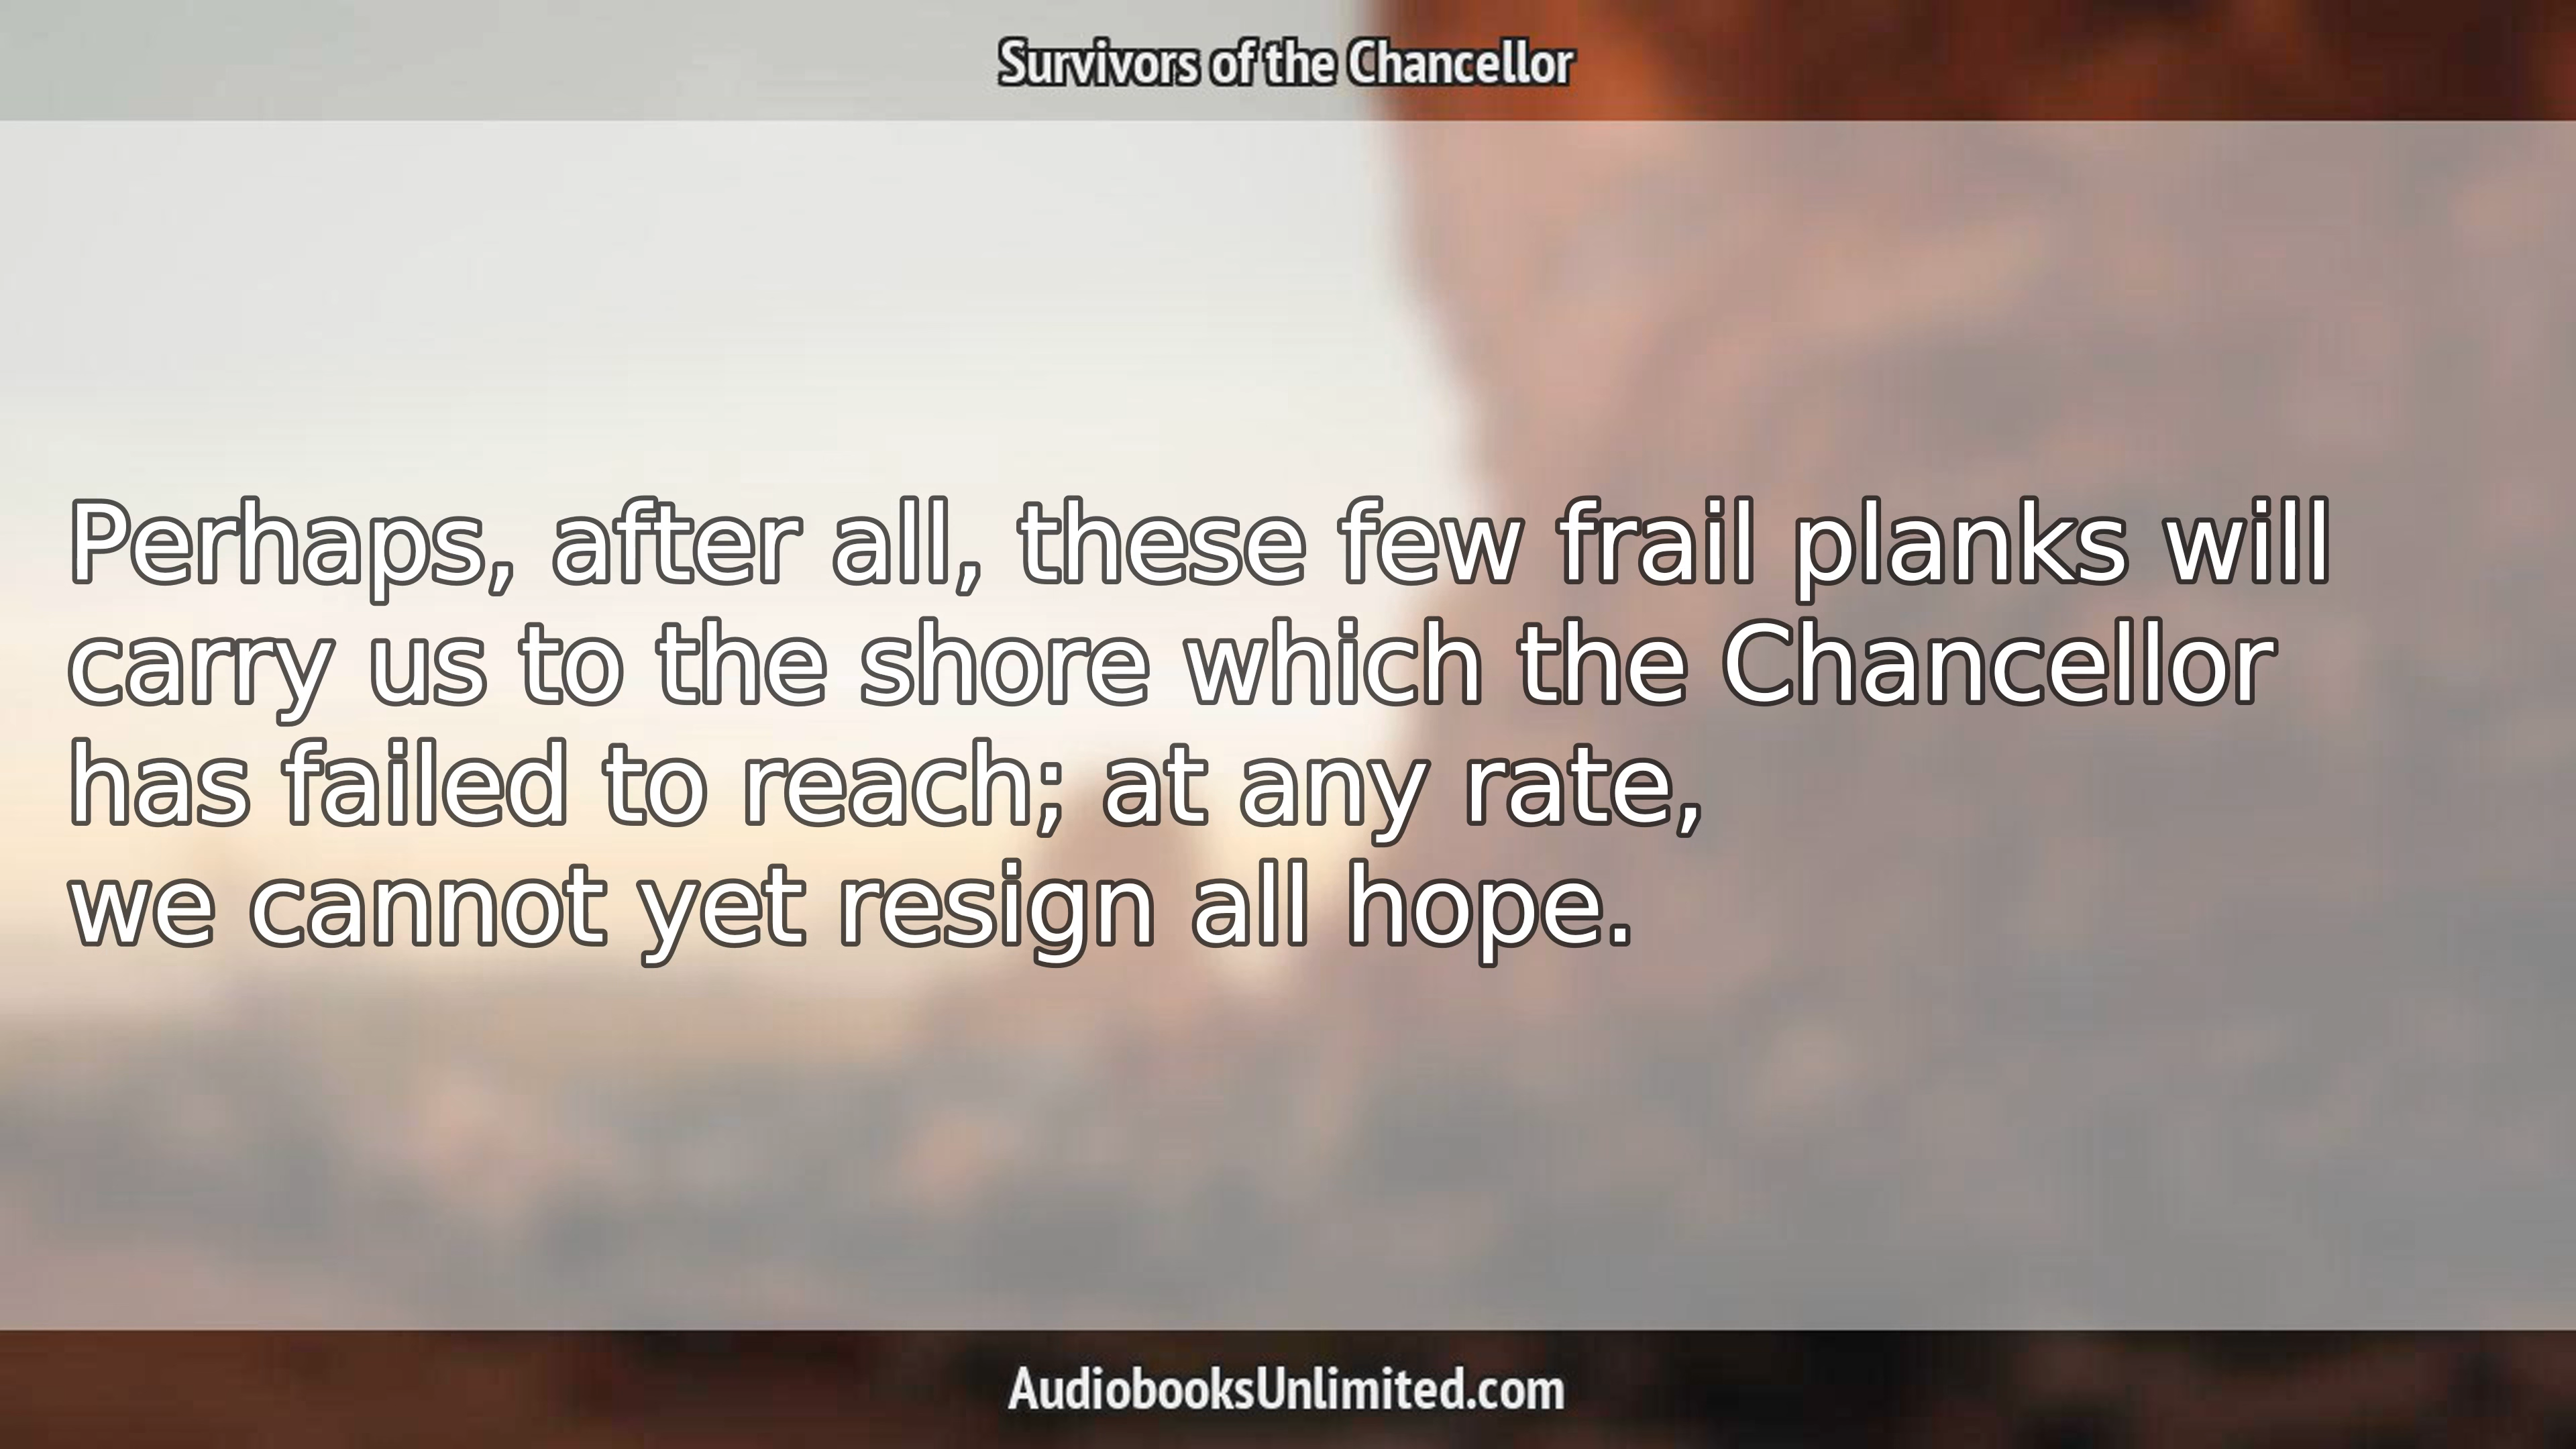 Survivors of the Chancellor
Perhaps, after all, these few frail planks will
carry us to the shore which the Chancellor
has failed to reach; at any rate,
we cannot yet resign all hope.
AudiobooksUnlimited.com